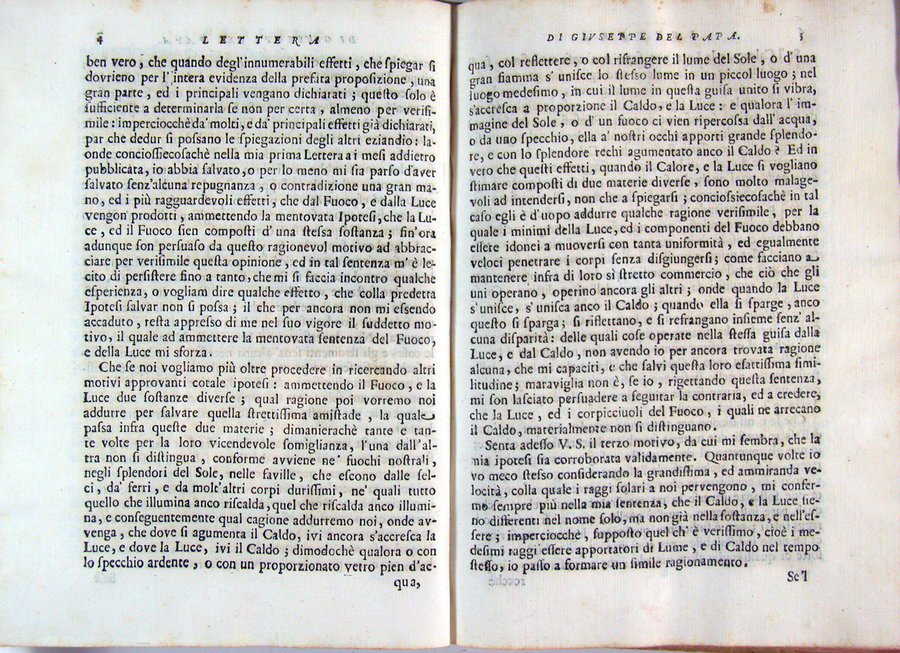 4 LETTERA
ben vero, che quando degl'innumerabili effetti, che spiegar si
dovrieno per l'intera evidenza della prefata proposizione, una
gran parte, ed i principali vengano dichiarati; questo solo è
sufficiente a determinarla se non per certa, almeno per verisi-
mile: imperciocchè da' molti, e da' principali effetti già dichiarati,
par che dedur si possano le spiegazioni degli altri eziandio: la-
onde conciossiecosachè nella mia prima Lettera a i mesi addietro
pubblicata, io abbia salvato, o per lo meno mi sia parso d'aver
salvato senz'alcuna repugnanza, o contradizione una gran ma-
no, ed i più ragguardevoli effetti, che dal Fuoco, e dalla Luce
vengon prodotti, ammettendo la mentovata Ipotesi, che la Lu-
ce, ed il Fuoco sien composti d'una stessa sostanza; fin'ora
adunque son persuaso da questo ragionevol motivo ad abbrac-
ciare per verisimile questa opinione, ed in tal sentenza m'è le-
cito di persistere fino a tanto, che mi si faccia incontro qualche
esperienza, o vogliam dire qualche effetto, che colla predetta
Ipotesi salvar non si possa; il che per ancora non mi essendo
accaduto, resta appresso di me nel suo vigore il suddetto mo-
tivo, il quale ad ammettere la mentovata sentenza del Fuoco,
e della Luce mi sforza.
Che se noi vogliamo più oltre procedere in ricercando altri
motivi approvanti cotale ipotesi: ammettendo il Fuoco, e la
Luce due sostanze diverse; qual ragione poi vorremo noi
addurre per salvare quella strettissima amistade, la quale
passa infra queste due materie; dimanierachè tante e tan-
te volte per la loro vicendevole somiglianza, l'una dall'al-
tra non si distingua, conforme avviene ne' fuochi nostrali,
negli splendori del Sole, nelle faville, che escono dalle sel-
ci, da' ferri, e da molt'altri corpi durissimi, ne' quali tutto
quello che illumina anco riscalda, quel che riscalda anco illumi-
na, e conseguentemente qual cagione addurremo noi, onde av-
venga, che dove si agumenta il Caldo, ivi ancora s'accresca la
Luce, e dove la Luce, ivi il Caldo; dimodochè qualora o con
lo specchio ardente, o con un proporzionato vetro pien d'ac-
qua,
DI GIUSEPPE DEL PAPA. 5
qua, col reflettere, o col rifrangere il lume del Sole, o d'una
gran fiamma s'unisce lo stesso lume in un piccol luogo; nel
luogo medesimo, in cui il lume in questa guisa unito si vibra,
s'accresca a proporzione il Caldo, e la Luce: e qualora l'im-
magine del Sole, o d'un fuoco ci vien ripercossa dall'acqua,
o da uno specchio, ella a' nostri occhi apporti grande splendo-
re, e con lo splendore rechi agumentato anco il Caldo? Ed in
vero che questi effetti, quando il Calore, e la Luce si vogliano
stimare composti di due materie diverse, sono molto malage-
voli ad intendersi, non che a spiegarsi; conciosiecosachè in tal
caso egli è d'uopo addurre qualche ragione verisimile, per la
quale i minimi della Luce, ed i componenti del Fuoco debbano
essere idonei a muoversi con tanta uniformità, ed egualmente
veloci penetrare i corpi senza disgiungersi; come facciano a
mantenere infra di loro sì stretto commercio, che ciò che gli
uni operano, operino ancora gli altri; onde quando la Luce
s'unisce, s'unisca anco il Caldo; quando ella si sparge, anco
questo si sparga; si riflettano, e si refrangano insieme senz'al-
cuna disparità: delle quali cose operate nella stessa guisa dalla
Luce, e dal Caldo, non avendo io per ancora trovata ragione
alcuna, che mi capaciti, e che salvi questa loro esattissima simi-
litudine; maraviglia non è, se io, rigettando questa sentenza,
mi son lasciato persuadere a seguitar la contraria, ed a credere,
che la Luce, ed i corpicciuoli del Fuoco, i quali ne arrecano
il Caldo, materialmente non si distinguano.
Senta adesso V. S. il terzo motivo, da cui mi sembra, che la
mia ipotesi sia corroborata validamente. Quantunque volte io
vo meco stesso considerando la grandissima, ed ammiranda ve-
locità, colla quale i raggi solari a noi pervengono, mi confer-
mo sempre più nella mia sentenza, che il Caldo, e la Luce sie-
no differenti nel nome solo, ma non già nella sostanza, e nell'es-
sere; imperciocchè, supposto quel ch'è verissimo, cioè i me-
desimi raggi essere apportatori di Lume, e di Caldo nel tempo
stesso, io passo a formare un simile ragionamento.
Se l'